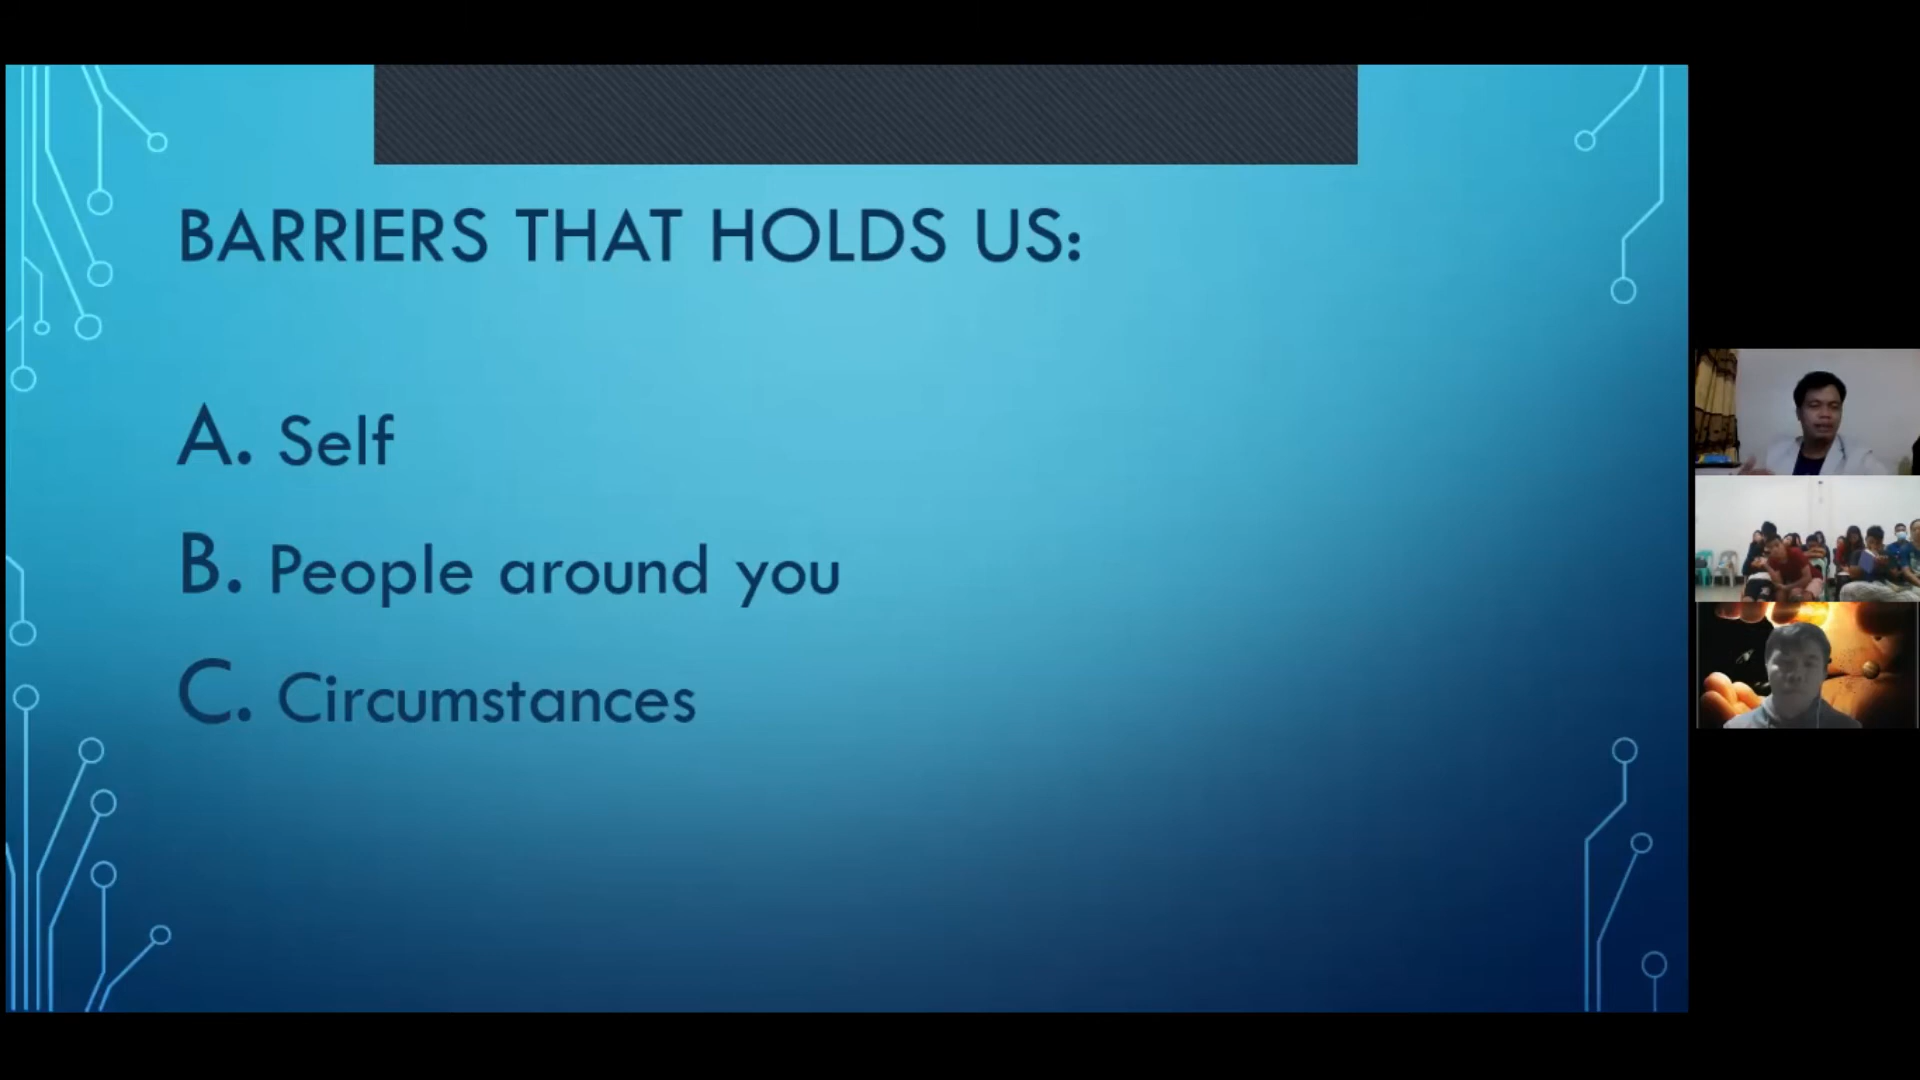 BARRIERS THAT HOLDS US:
A. Self
B. People around you
C. Circumstances